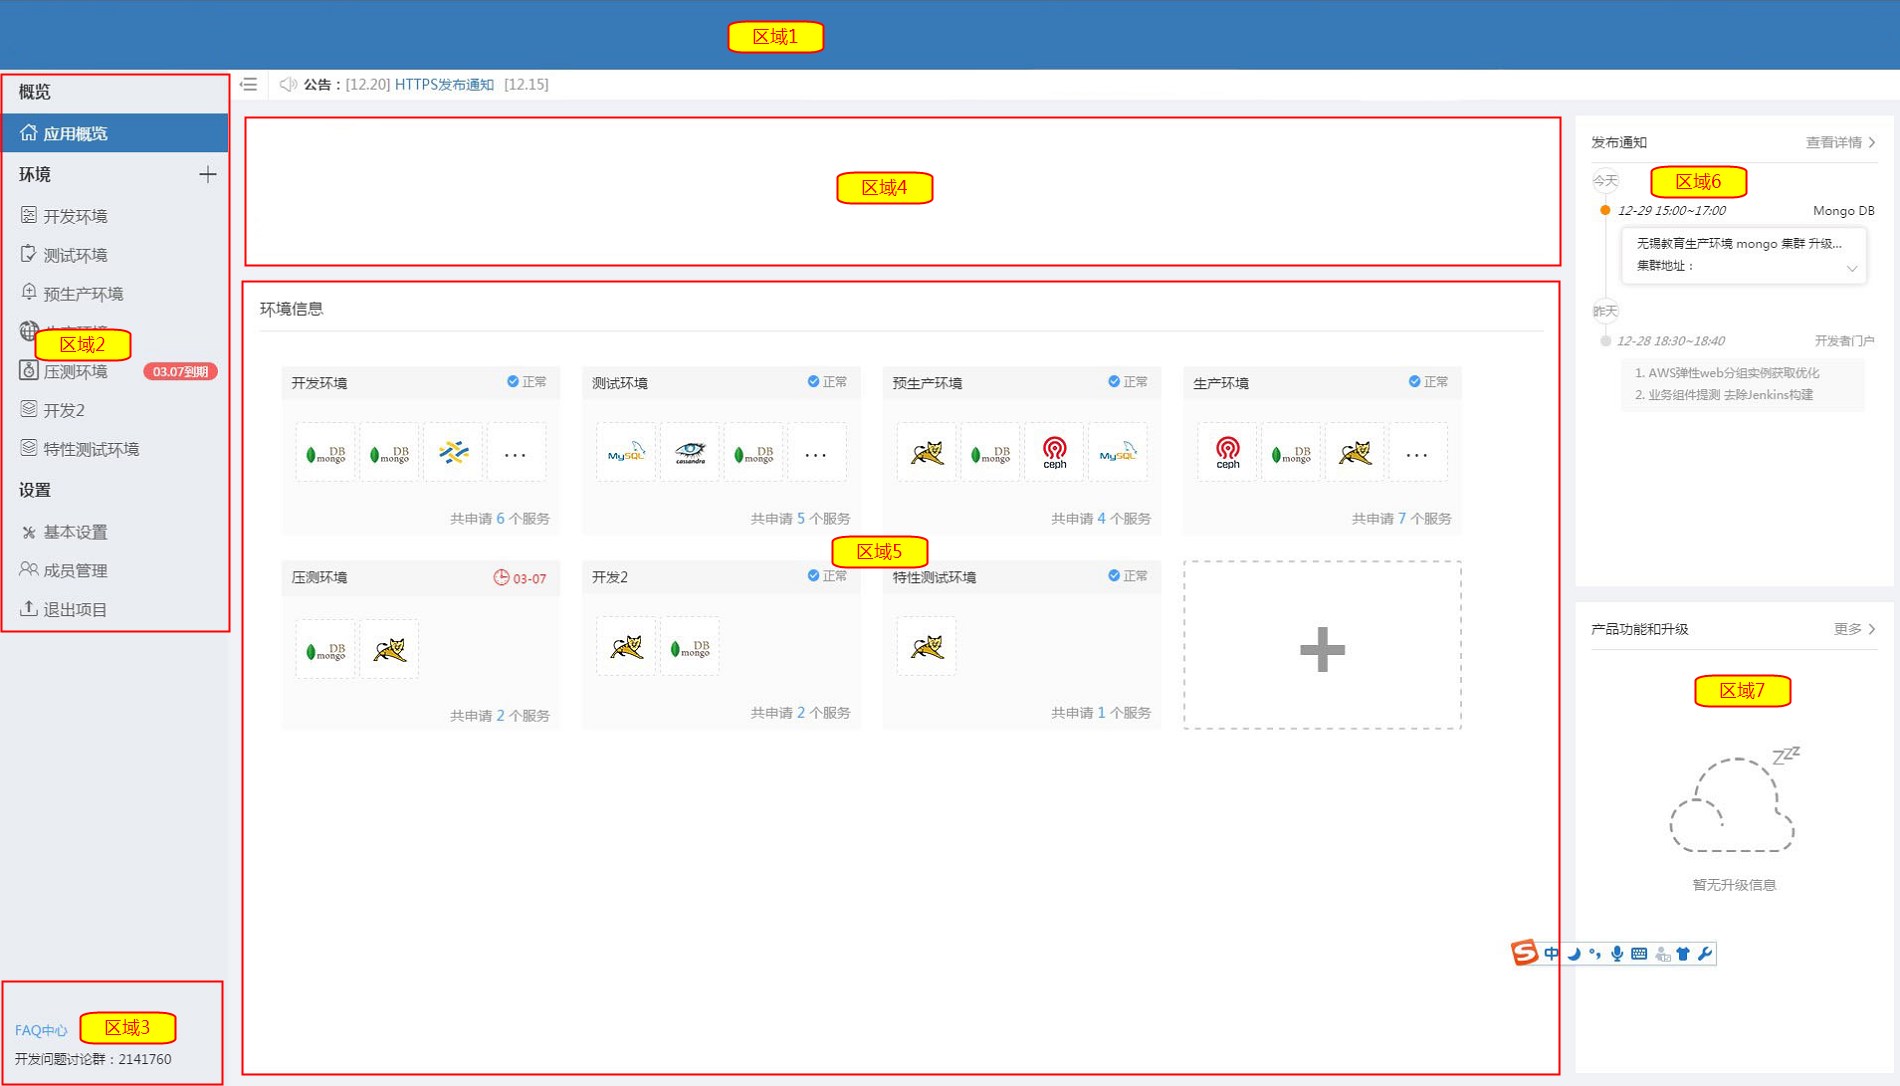 区域1
概览
应用概览
环境
开发环境
测试环境
预生产环境
区域2
压测环境 03.07到期
开发2
特性测试环境
设置
基本设置
成员管理
退出项目
FAQ中心 区域3
开发问题讨论群：2141760
公告：[12.20] HTTPS发布通知 [12.15]
区域4
环境信息
开发环境 正常
DB mongo DB mongo ...
共申请 6 个服务
测试环境 正常
MySQL cassandra DB mongo ...
共申请 5 个服务
预生产环境 正常
DB mongo ceph MySQL
共申请 4 个服务
生产环境 正常
ceph DB mongo ...
共申请 7 个服务
区域5
压测环境 03-07
DB mongo
共申请 2 个服务
开发2 正常
DB mongo
共申请 2 个服务
特性测试环境 正常
共申请 1 个服务
发布通知 查看详情
今天 区域6
12-29 15:00~17:00 Mongo DB
无锡教育生产环境 mongo 集群 升级...
集群地址：
昨天
12-28 18:30~18:40 开发者门户
1. AWS弹性web分组实例获取优化
2. 业务组件提测 去除Jenkins构建
产品功能和升级 更多
区域7
zzz
暂无升级信息
S 中